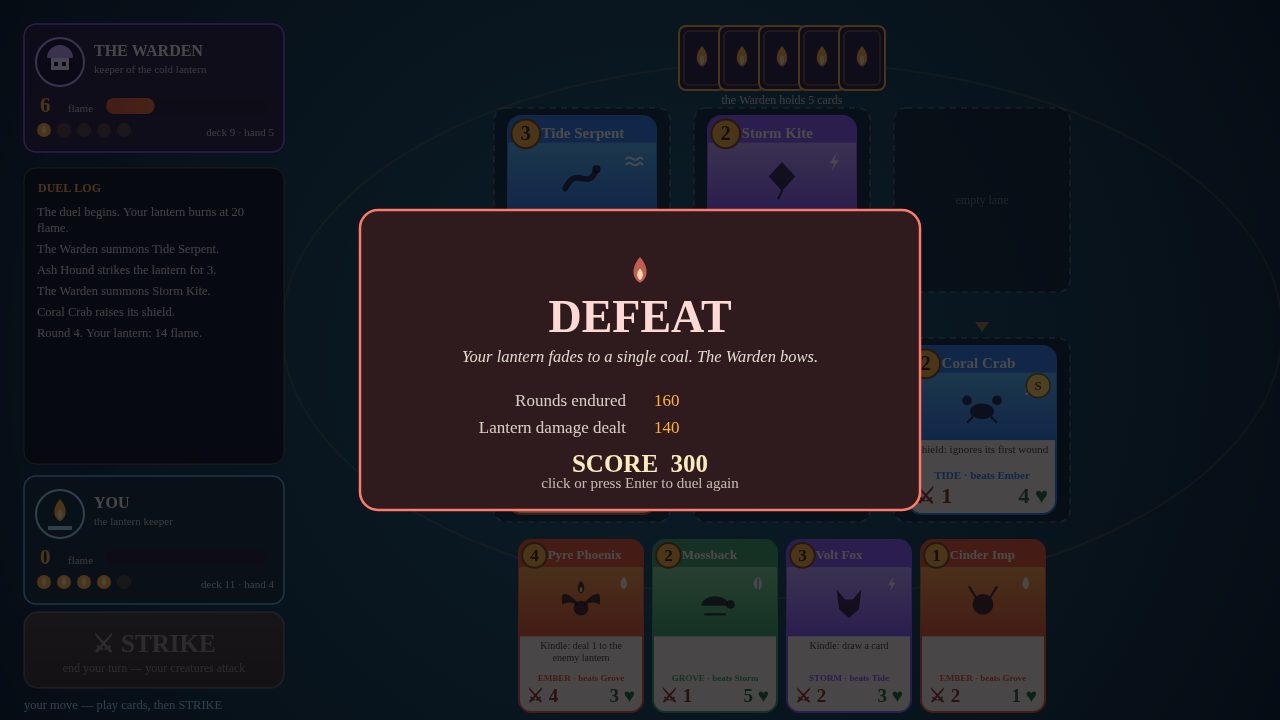 THE WARDEN
keeper of the cold lantern
6 flame
deck 9 · hand 5
the Warden holds 5 cards
3 Tide Serpent
2 Storm Kite
empty lane
DUEL LOG
The duel begins. Your lantern burns at 20
flame.
The Warden summons Tide Serpent.
Ash Hound strikes the lantern for 3.
The Warden summons Storm Kite.
Coral Crab raises its shield.
Round 4. Your lantern: 14 flame.
DEFEAT
Your lantern fades to a single coal. The Warden bows.
Rounds endured 160
Lantern damage dealt 140
SCORE 300
click or press Enter to duel again
2 Coral Crab
S
ignores its first wound
TIDE · beats Ember
⚔ 1 4 ♥
YOU
the lantern keeper
0 flame
deck 11 · hand 4
⚔ STRIKE
end your turn — your creatures attack
your move — play cards, then STRIKE
4 Pyre Phoenix
Kindle: deal 1 to the
enemy lantern
EMBER · beats Grove
⚔ 4 3 ♥
2 Mossback
GROVE · beats Storm
⚔ 1 5 ♥
3 Volt Fox
Kindle: draw a card
STORM · beats Tide
⚔ 2 3 ♥
1 Cinder Imp
EMBER · beats Grove
⚔ 2 1 ♥